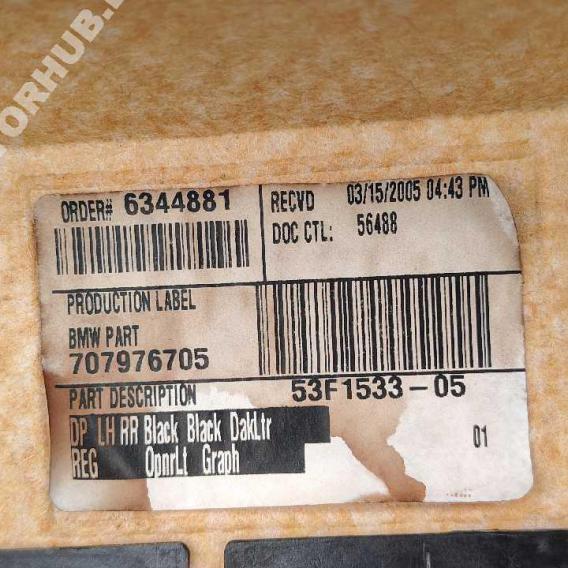 ORHUB.
ORDER# 6344881
RECVD 03/15/2005 04:43 PM
DOC CTL: 56488
PRODUCTION LABEL
BMW PART
707976705
PART DESCRIPTION
53F1533-05
DP LH RR Black Black DakLtr
REG OpnrLt Graph
01